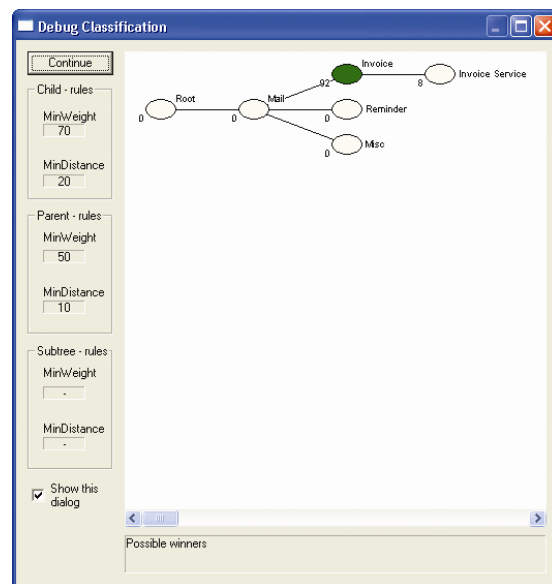 Debug Classification
Continue
Child - rules
MinWeight
70
MinDistance
20
Parent - rules
MinWeight
50
MinDistance
10
Subtree - rules
MinWeight
-
MinDistance
-
Show this
dialog
Root
0
Mail
0
Invoice
92
Invoice Service
8
Reminder
0
Misc
0
Possible winners